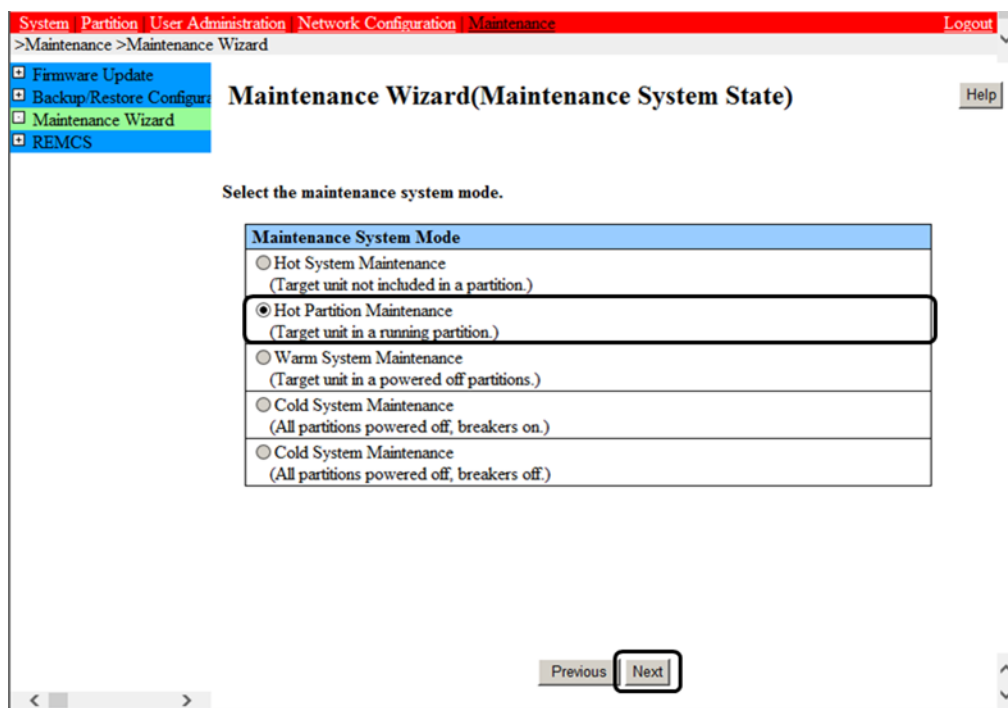 System | Partition | User Administration | Network Configuration | Maintenance Logout
>Maintenance >Maintenance Wizard
Firmware Update
Backup/Restore Configura
Maintenance Wizard
REMCS
Maintenance Wizard(Maintenance System State)
Help
Select the maintenance system mode.
Maintenance System Mode
Hot System Maintenance
(Target unit not included in a partition.)
Hot Partition Maintenance
(Target unit in a running partition.)
Warm System Maintenance
(Target unit in a powered off partitions.)
Cold System Maintenance
(All partitions powered off, breakers on.)
Cold System Maintenance
(All partitions powered off, breakers off.)
Previous Next